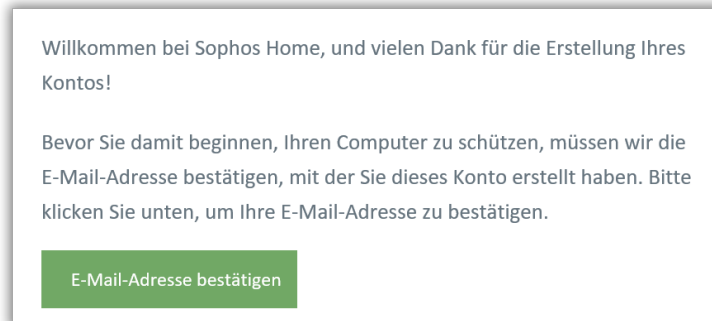 Willkommen bei Sophos Home, und vielen Dank für die Erstellung Ihres
Kontos!
Bevor Sie damit beginnen, Ihren Computer zu schützen, müssen wir die
E-Mail-Adresse bestätigen, mit der Sie dieses Konto erstellt haben. Bitte
klicken Sie unten, um Ihre E-Mail-Adresse zu bestätigen.
E-Mail-Adresse bestätigen